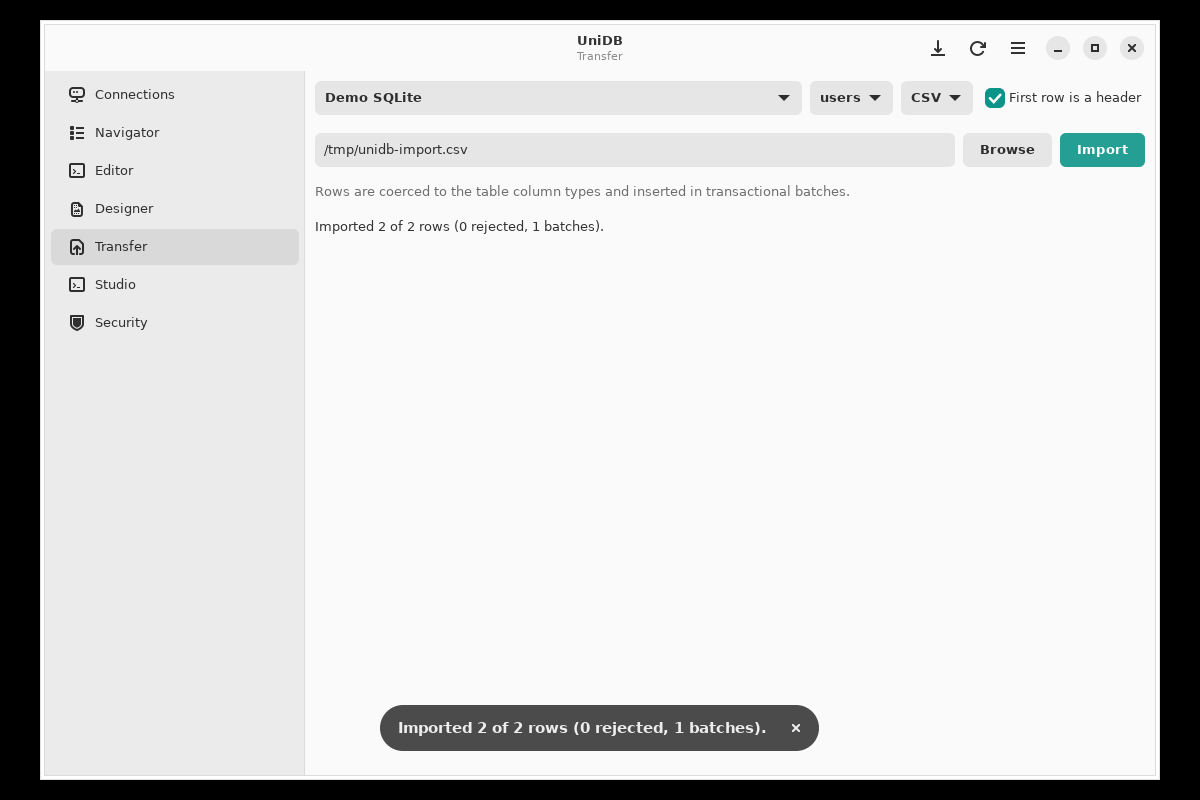 UniDB
Transfer
Connections
Navigator
Editor
Designer
Transfer
Studio
Security
Demo SQLite
users
CSV
First row is a header
/tmp/unidb-import.csv
Browse
Import
Rows are coerced to the table column types and inserted in transactional batches.
Imported 2 of 2 rows (0 rejected, 1 batches).
Imported 2 of 2 rows (0 rejected, 1 batches).